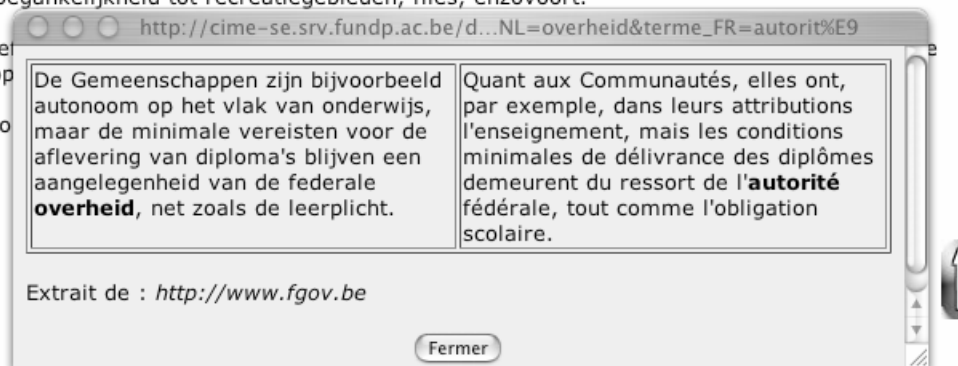 http://cime-se.srv.fundp.ac.be/d...NL=overheid&terme_FR=autorit%E9
De Gemeenschappen zijn bijvoorbeeld
autonoom op het vlak van onderwijs,
maar de minimale vereisten voor de
aflevering van diploma's blijven een
aangelegenheid van de federale
overheid, net zoals de leerplicht.
Quant aux Communautés, elles ont,
par exemple, dans leurs attributions
l'enseignement, mais les conditions
minimales de délivrance des diplômes
demeurent du ressort de l'autorité
fédérale, tout comme l'obligation
scolaire.
Extrait de : http://www.fgov.be
Fermer